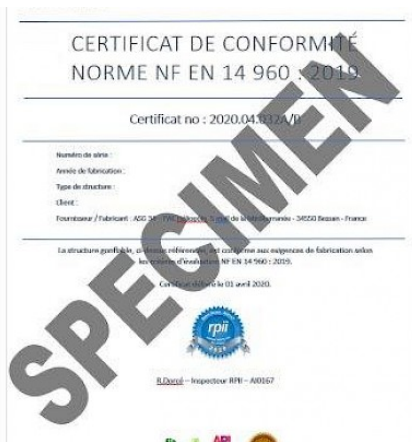 CERTIFICAT DE CONFORMITÉ
NORME NF EN 14 960 : 2019
Certificat no : 2020.04.032A/B
Numéro de série :
Année de fabrication :
Type de structure :
Client :
Fournisseur / Fabricant : ASG 34 - - 34550 Bessan - France
La structure gonflable, ci-dessus référencée, est conforme aux exigences de fabrication selon
les critères d'évaluation NF EN 14 960 : 2019.
Certificat délivré le 01 avril 2020.
SPECIMEN
rpii
R.Dorcé – Inspecteur RPII – AI0167
API